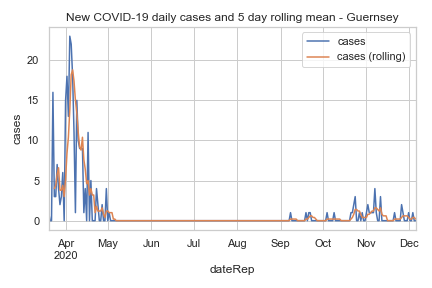 New COVID-19 daily cases and 5 day rolling mean - Guernsey
cases
cases (rolling)
cases
20
15
10
5
0
Apr May Jun Jul Aug Sep Oct Nov Dec
2020
dateRep